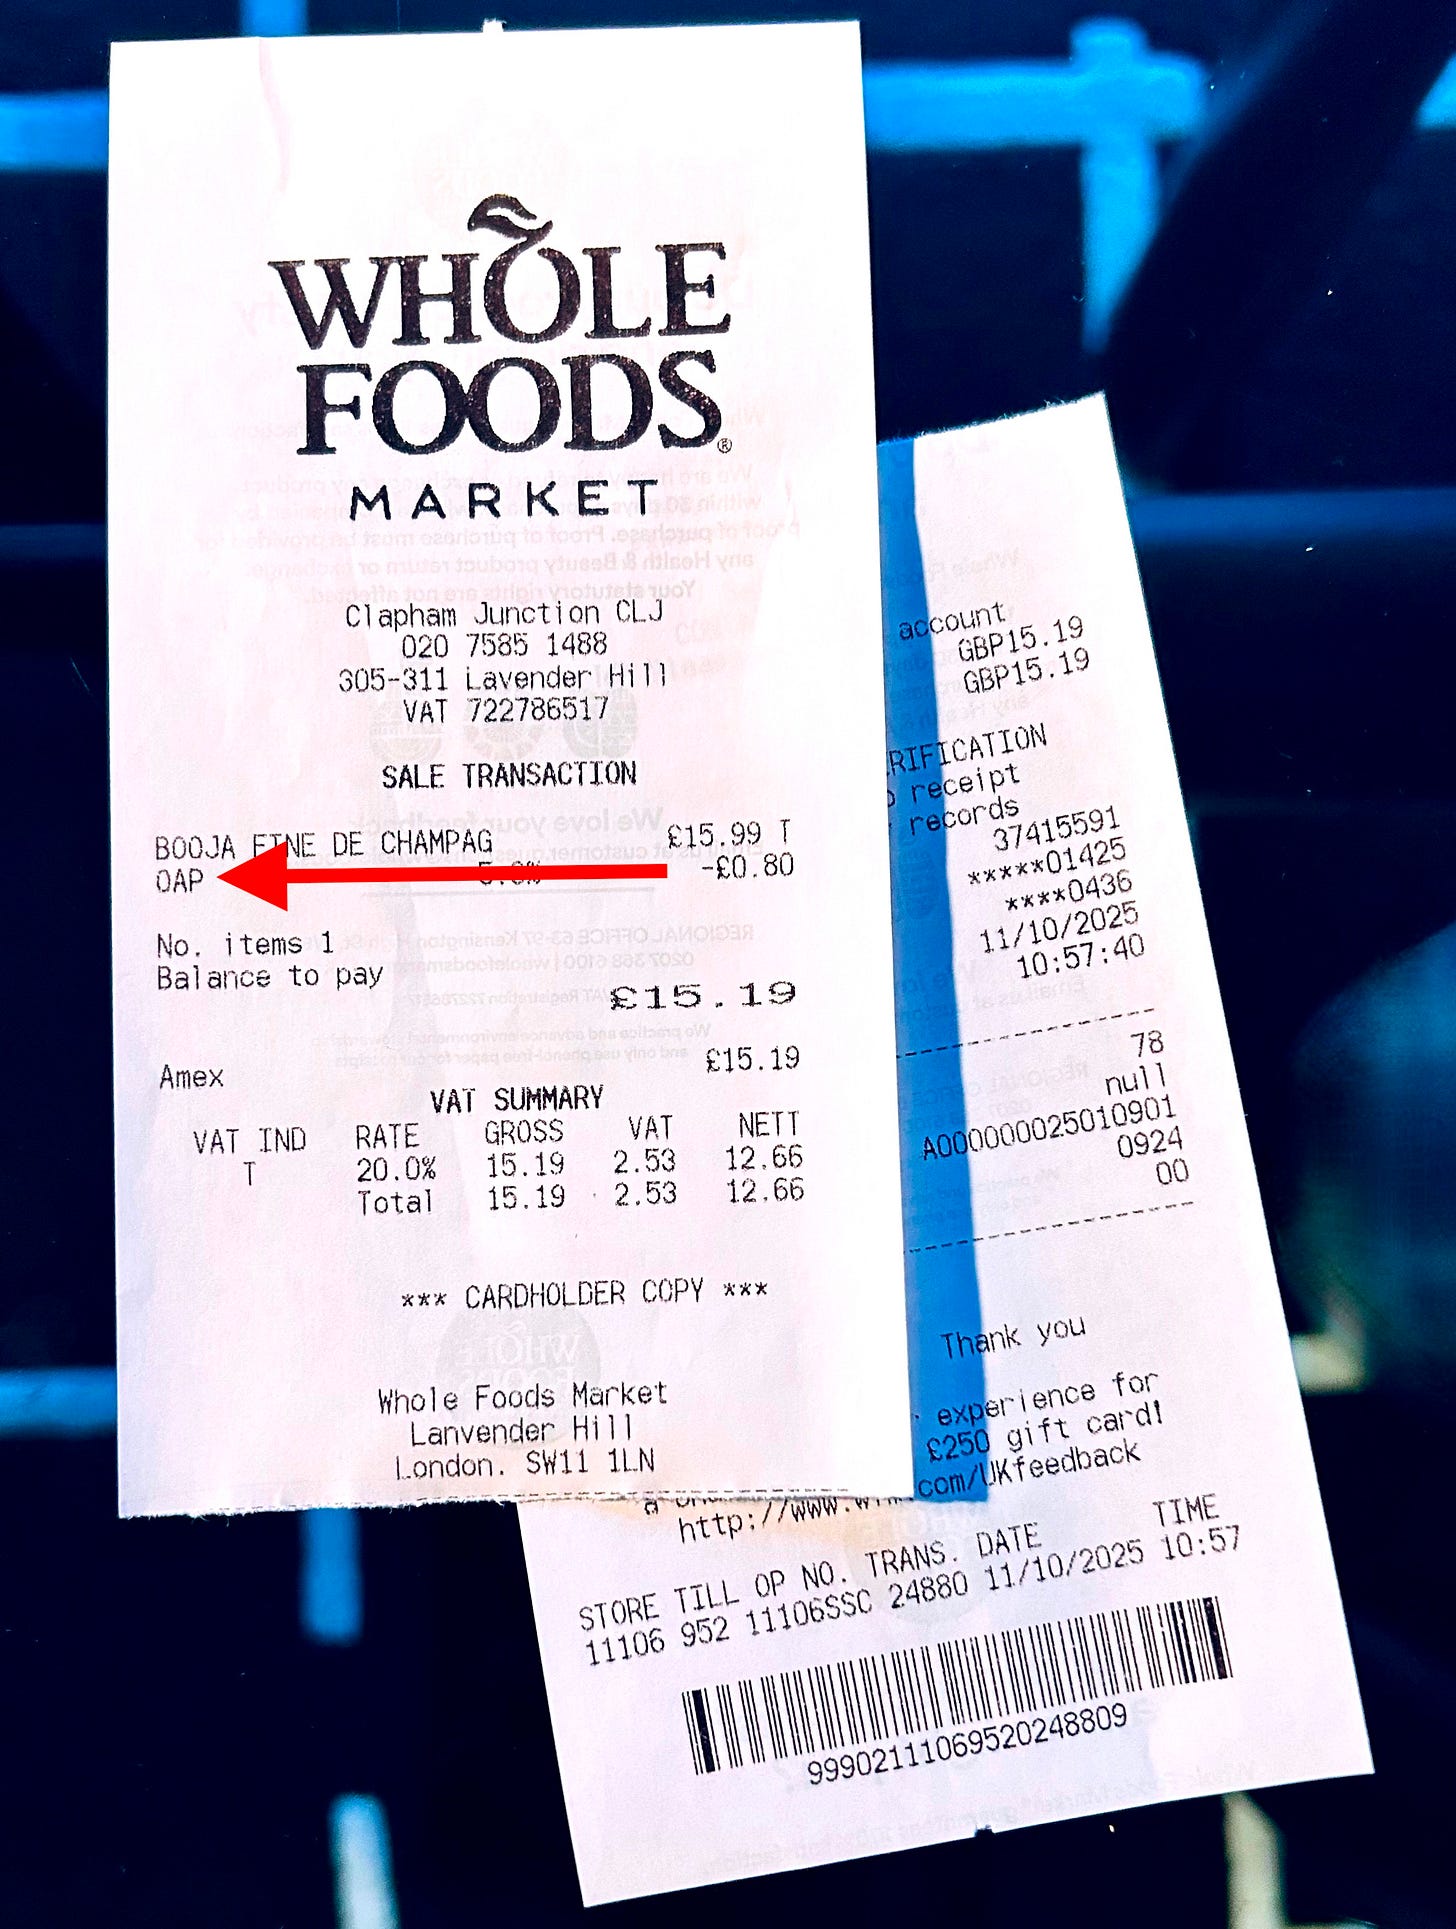 WHOLE
FOODS®
MARKET
Clapham Junction CLJ
020 7585 1488
305-311 Lavender Hill
VAT 722786517
SALE TRANSACTION
BOOJA FINE DE CHAMPAG £15.99 T
OAP 5.0% -£0.80
No. items 1
Balance to pay
£15.19
Amex £15.19
VAT SUMMARY
VAT IND RATE GROSS VAT NETT
T 20.0% 15.19 2.53 12.66
Total 15.19 2.53 12.66
*** CARDHOLDER COPY ***
Whole Foods Market
Lanvender Hill
London. SW11 1LN
account
GBP15.19
GBP15.19
RIFICATION
receipt
records
37415591
*****01425
****0436
11/10/2025
10:57:40
78
null
A000000025010901
0924
00
Thank you
experience for
£250 gift card!
com/UKfeedback
http://www.
STORE TILL OP NO. TRANS. DATE TIME
11106 952 11106SSC 24880 11/10/2025 10:57
99902111069520248809